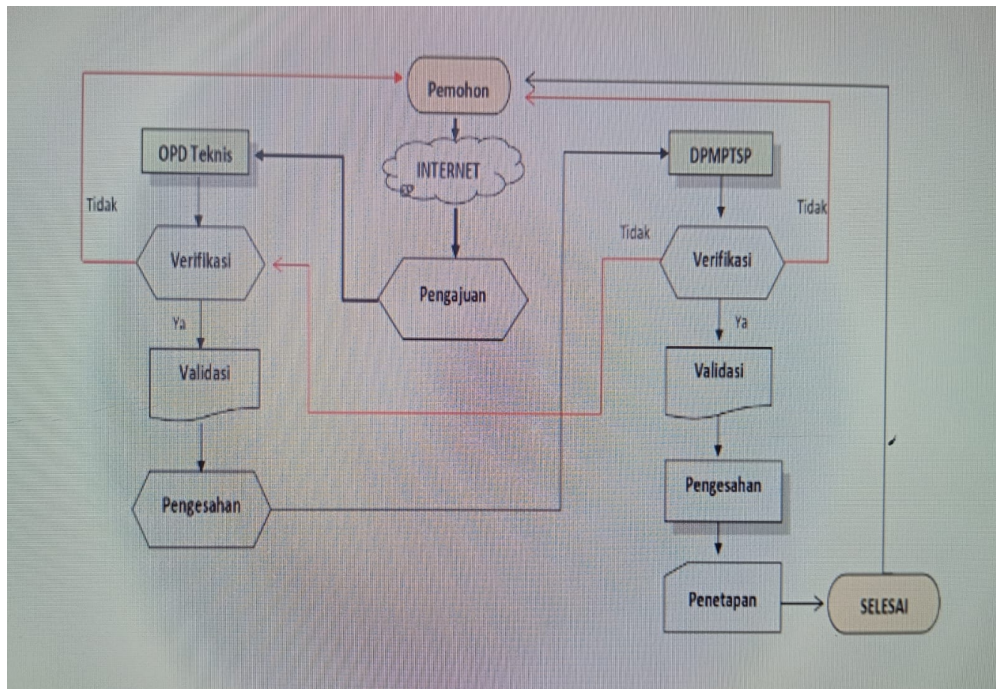 Pemohon
INTERNET
OPD Teknis
DPMPTSP
Tidak
Verifikasi
Pengajuan
Tidak
Verifikasi
Tidak
Ya
Ya
Validasi
Validasi
Pengesahan
Pengesahan
Penetapan
SELESAI